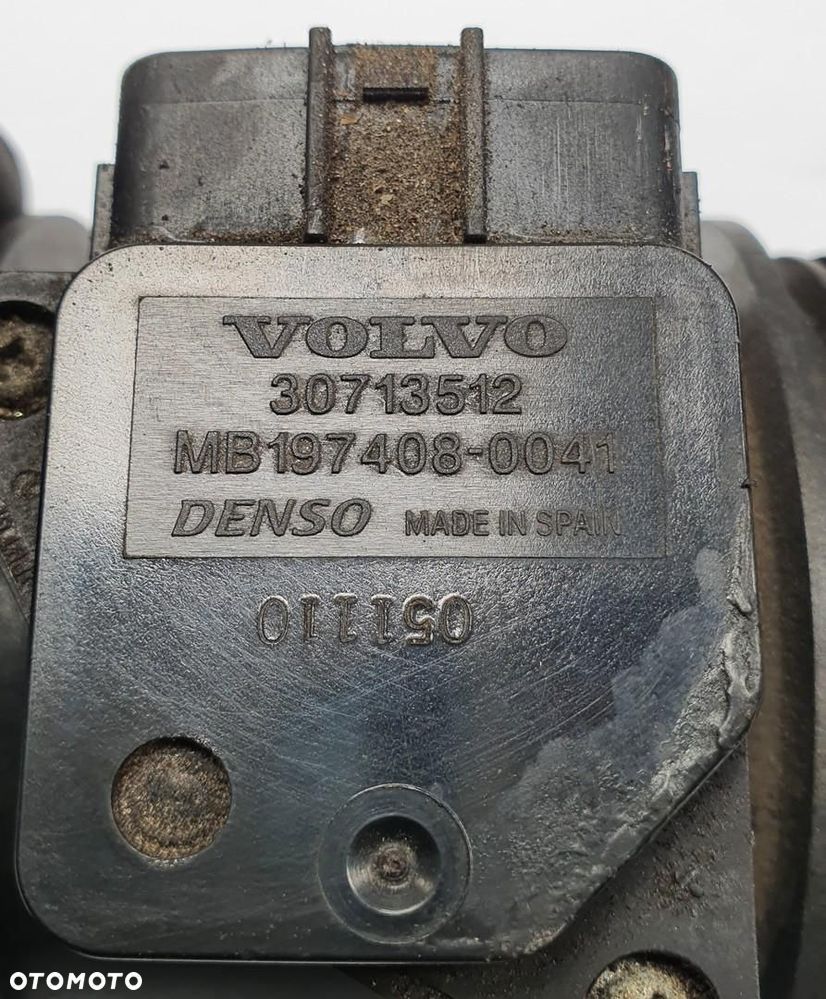 VOLVO
30713512
MB197408-0041
DENSO MADE IN SPAIN
051110
OTOMOTO